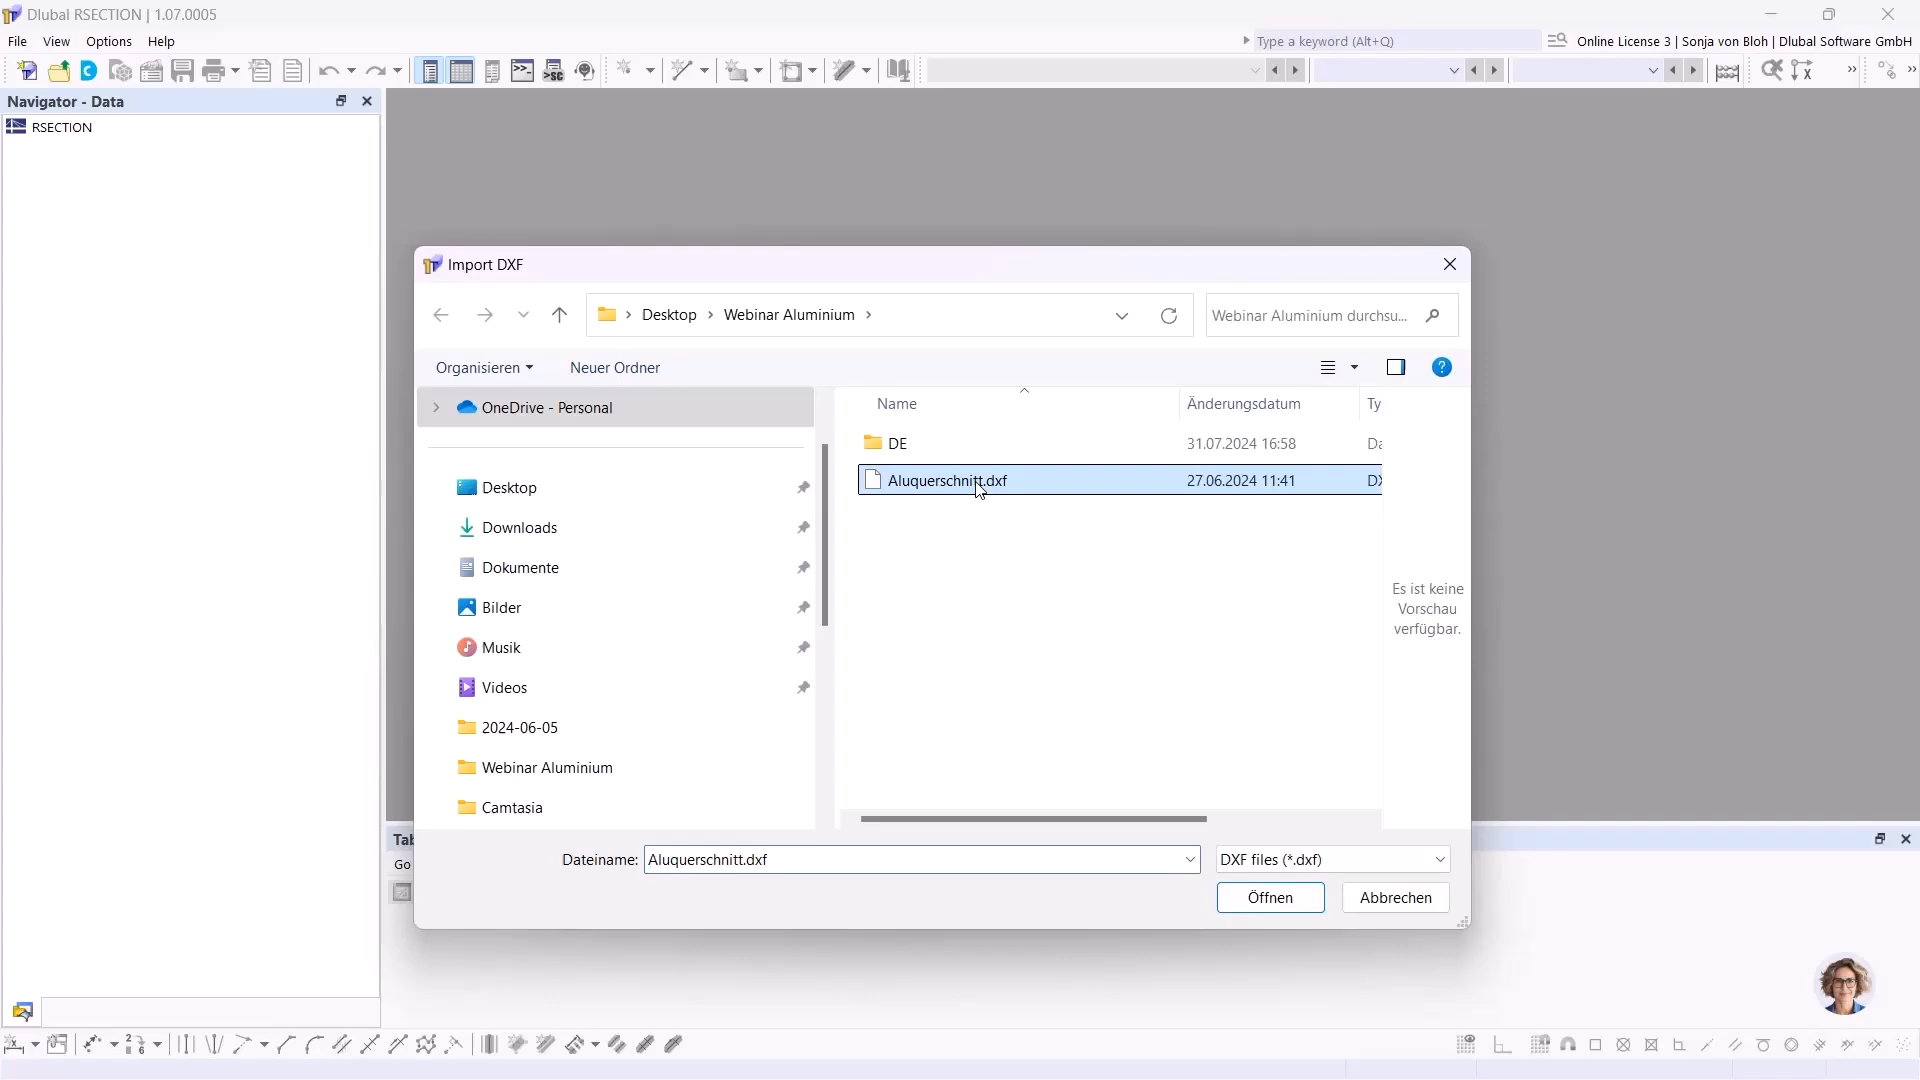 Dlubal RSECTION | 1.07.0005
File View Options Help
Type a keyword (Alt+Q)
Online License 3 | Sonja von Bloh | Dlubal Software GmbH
Navigator - Data
RSECTION
Import DXF
Desktop
Webinar Aluminium
Webinar Aluminium durchsu...
Organisieren
Neuer Ordner
OneDrive - Personal
Desktop
Downloads
Dokumente
Bilder
Musik
Videos
2024-06-05
Webinar Aluminium
Camtasia
Name Änderungsdatum Ty
DE 31.07.2024 16:58 Da
Aluquerschnitt.dxf 27.06.2024 11:41 DX
Es ist keine
Vorschau
verfügbar.
Tab
Go
Dateiname: Aluquerschnitt.dxf
DXF files (*.dxf)
Öffnen
Abbrechen